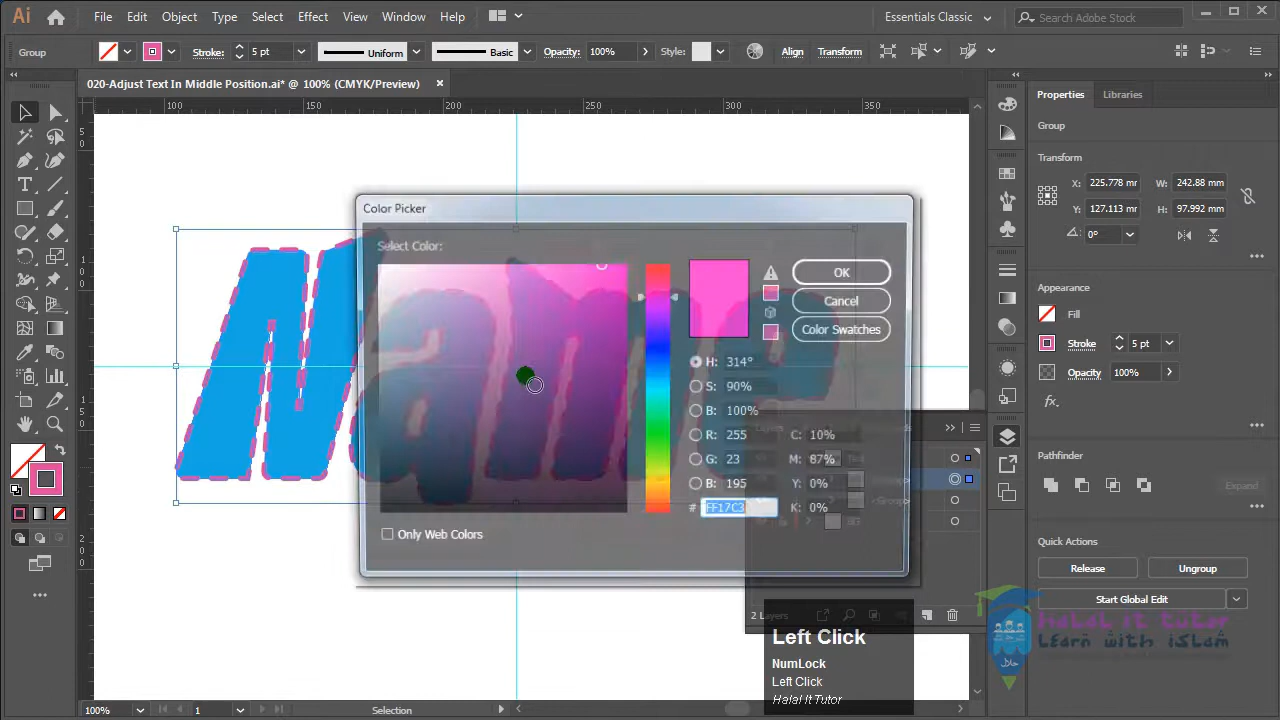 Ai File Edit Object Type Select Effect View Window Help Essentials Classic Search Adobe Stock
Group Stroke: 5 pt Uniform Basic Opacity: 100% Style: Align Transform
020-Adjust Text In Middle Position.ai* @ 100% (CMYK/Preview)
Properties Libraries
100 150 200 250 300 350
Group
Transform
X: 225.778 mr W: 242.88 mm
Y: 127.113 mr H: 97.992 mm
0°
Name
Color Picker
Select Color:
OK
Cancel
Color Swatches
H: 314°
S: 90%
B: 100%
R: 255 C: 10%
G: 23 M: 87%
B: 195 Y: 0%
# FF17C3 K: 0%
Only Web Colors
Appearance
Fill
Stroke 5 pt
Opacity 100%
fx.
Pathfinder
Expand
Quick Actions
Release Ungroup
Start Global Edit
2 Layers
Halal it tutor
Learn with islam
حلال
Left Click
NumLock
Left Click
Halal It Tutor
100% 1 Selection